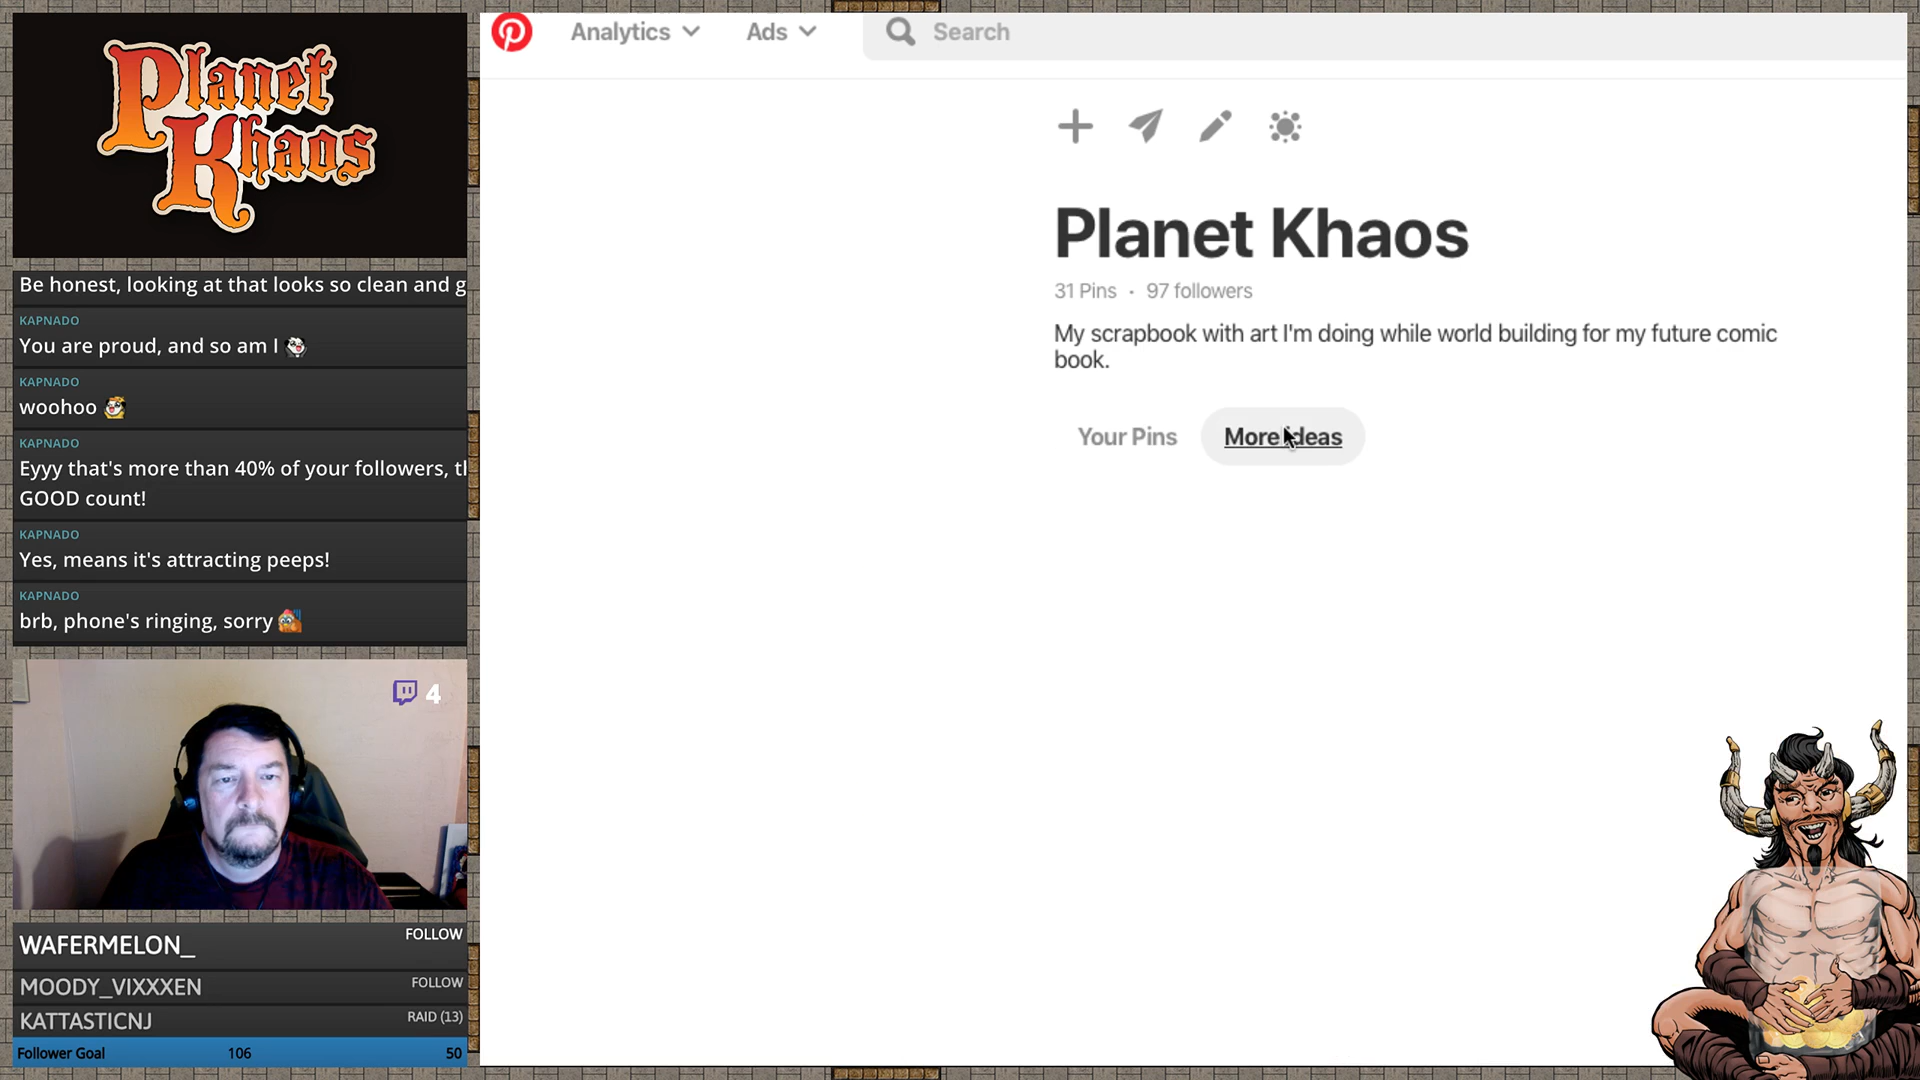 Planet
Khaos
Be honest, looking at that looks so clean and g
KAPNADO
You are proud, and so am I
KAPNADO
woohoo
KAPNADO
Eyyy that's more than 40% of your followers, tl
GOOD count!
KAPNADO
Yes, means it's attracting peeps!
KAPNADO
brb, phone's ringing, sorry
4
WAFERMELON_ FOLLOW
MOODY_VIXXXEN FOLLOW
KATTASTICNJ RAID (13)
Follower Goal 106 50
Analytics Ads Search
Planet Khaos
31 Pins · 97 followers
My scrapbook with art I'm doing while world building for my future comic
book.
Your Pins More ideas